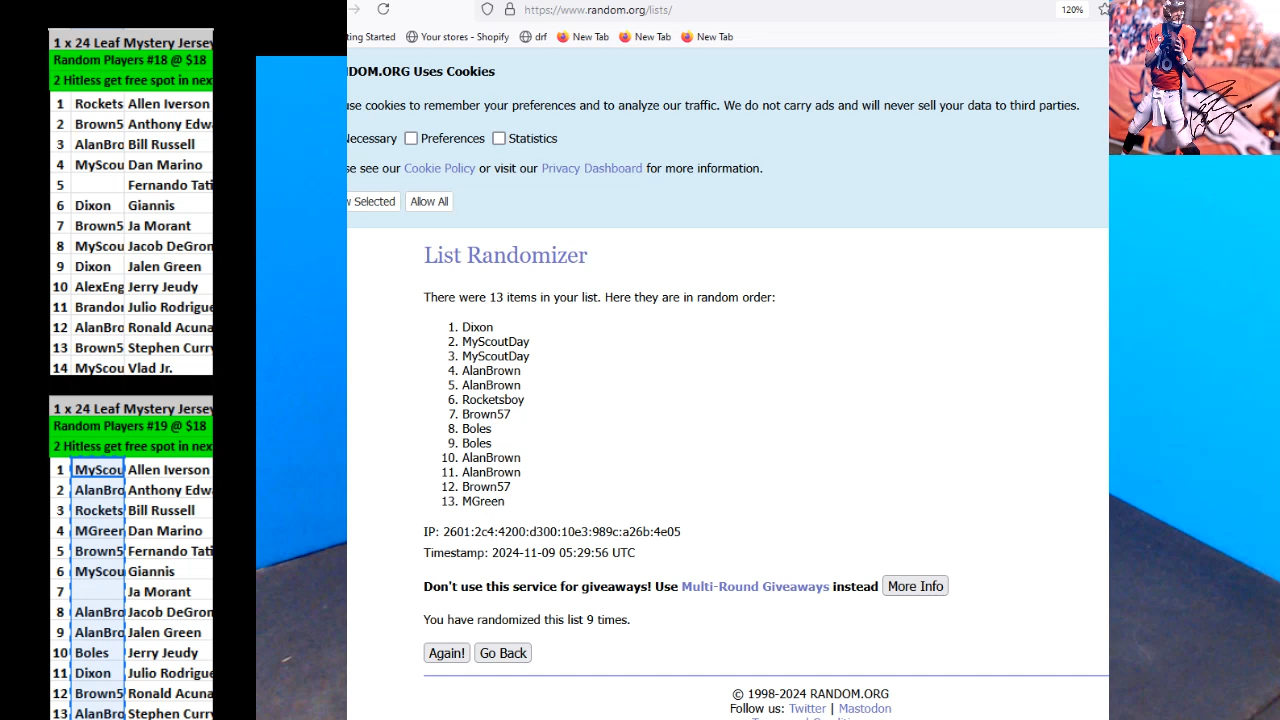 1 x 24 Leaf Mystery Jersey
Random Players #18 @ $18
2 Hitless get free spot in nex
1 Rockets Allen Iverson
2 Brown5 Anthony Edwa
3 AlanBro Bill Russell
4 MyScou Dan Marino
5 Fernando Tati
6 Dixon Giannis
7 Brown5 Ja Morant
8 MyScou Jacob DeGron
9 Dixon Jalen Green
10 AlexEng Jerry Jeudy
11 Brandon Julio Rodrigue
12 AlanBro Ronald Acuna
13 Brown5 Stephen Curry
14 MyScou Vlad Jr.
1 x 24 Leaf Mystery Jersey
Random Players #19 @ $18
2 Hitless get free spot in nex
1 MyScou Allen Iverson
2 AlanBro Anthony Edwa
3 Rockets Bill Russell
4 MGreen Dan Marino
5 Brown5 Fernando Tati
6 MyScou Giannis
7 Ja Morant
8 AlanBro Jacob DeGron
9 AlanBro Jalen Green
10 Boles Jerry Jeudy
11 Dixon Julio Rodrigue
12 Brown5 Ronald Acuna
13 AlanBro Stephen Curry
https://www.random.org/lists/
120%
ting Started Your stores - Shopify drf New Tab New Tab New Tab
NDOM.ORG Uses Cookies
use cookies to remember your preferences and to analyze our traffic. We do not carry ads and will never sell your data to third parties.
Necessary Preferences Statistics
se see our Cookie Policy or visit our Privacy Dashboard for more information.
w Selected Allow All
List Randomizer
There were 13 items in your list. Here they are in random order:
1. Dixon
2. MyScoutDay
3. MyScoutDay
4. AlanBrown
5. AlanBrown
6. Rocketsboy
7. Brown57
8. Boles
9. Boles
10. AlanBrown
11. AlanBrown
12. Brown57
13. MGreen
IP: 2601:2c4:4200:d300:10e3:989c:a26b:4e05
Timestamp: 2024-11-09 05:29:56 UTC
Don't use this service for giveaways! Use Multi-Round Giveaways instead More Info
You have randomized this list 9 times.
Again! Go Back
© 1998-2024 RANDOM.ORG
Follow us: Twitter | Mastodon